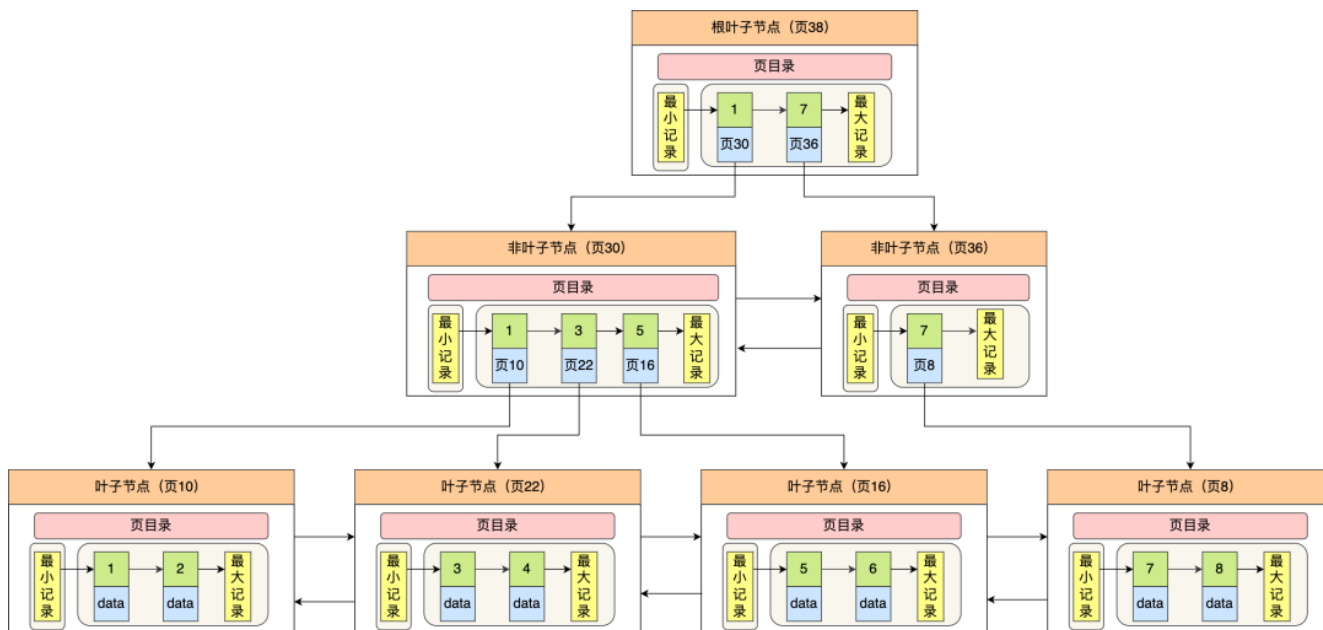 根叶子节点（页38）
页目录
最小记录
1
7
最大记录
页30
页36
非叶子节点（页30）
页目录
最小记录
1
3
5
最大记录
页10
页22
页16
非叶子节点（页36）
页目录
最小记录
7
最大记录
页8
叶子节点（页10）
页目录
最小记录
1
2
最大记录
data
data
叶子节点（页22）
页目录
最小记录
3
4
最大记录
data
data
叶子节点（页16）
页目录
最小记录
5
6
最大记录
data
data
叶子节点（页8）
页目录
最小记录
7
8
最大记录
data
data